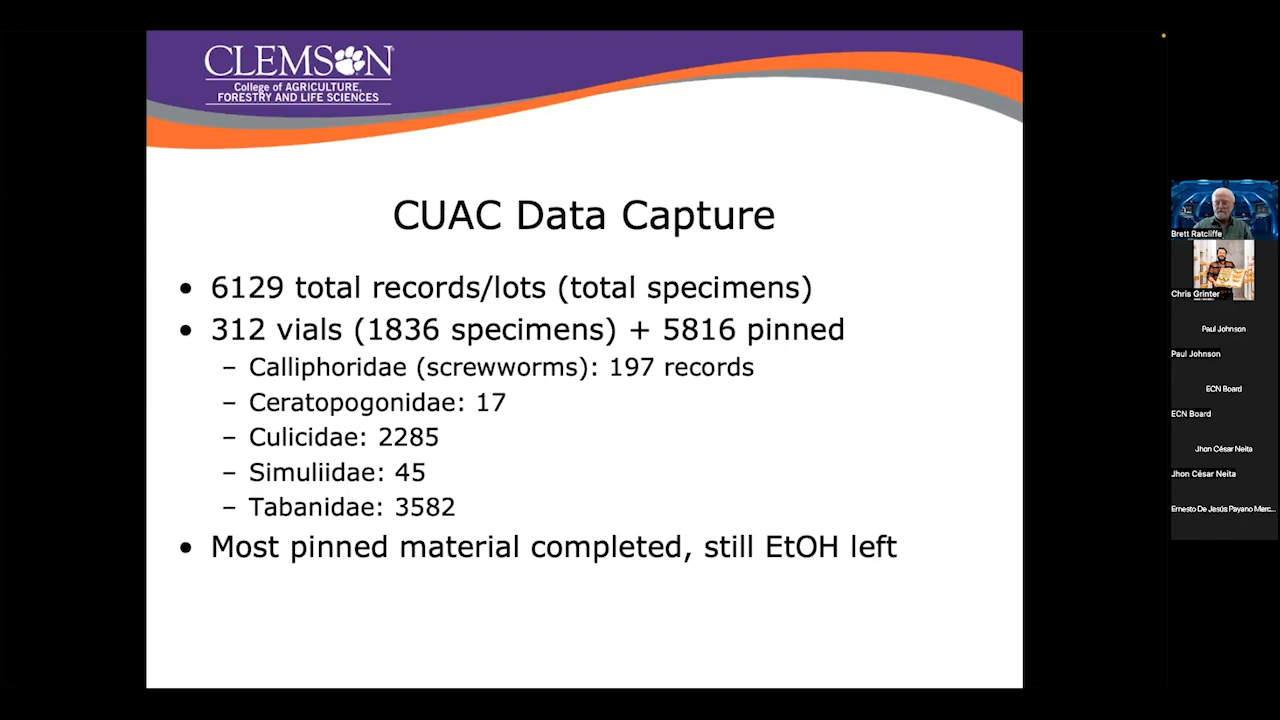 CLEMSON
College of AGRICULTURE,
FORESTRY AND LIFE SCIENCES
CUAC Data Capture
• 6129 total records/lots (total specimens)
• 312 vials (1836 specimens) + 5816 pinned
– Calliphoridae (screwworms): 197 records
– Ceratopogonidae: 17
– Culicidae: 2285
– Simuliidae: 45
– Tabanidae: 3582
• Most pinned material completed, still EtOH left
Brett Ratcliffe
Chris Grinter
Paul Johnson
Paul Johnson
ECN Board
ECN Board
Jhon César Neita
Jhon César Neita
Ernesto De Jesús Payano Merc...